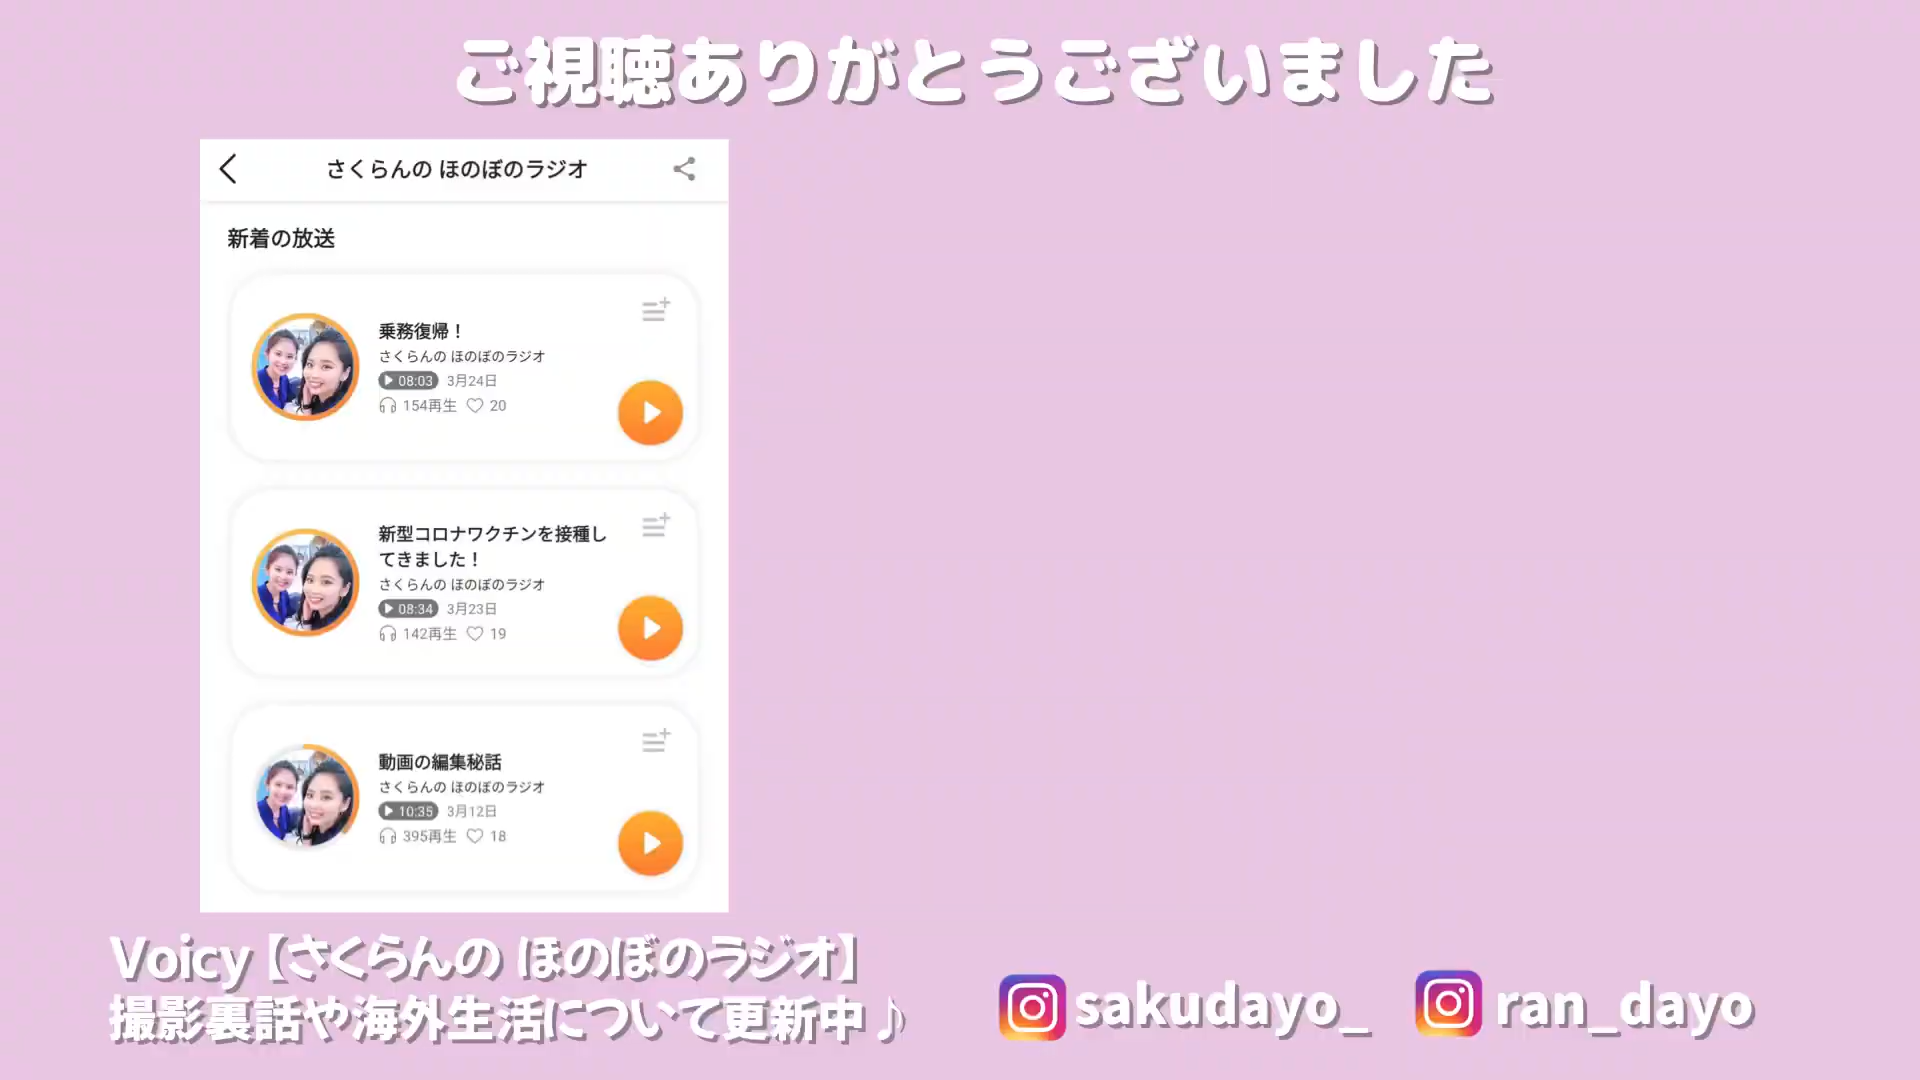 ご視聴ありがとうございました
さくらんの ほのぼのラジオ
新着の放送
乗務復帰！
さくらんの ほのぼのラジオ
08:03 3月24日
154再生 20
新型コロナワクチンを接種し
てきました！
さくらんの ほのぼのラジオ
08:34 3月23日
142再生 19
動画の編集秘話
さくらんの ほのぼのラジオ
10:35 3月12日
395再生 18
Voicy【さくらんの ほのぼのラジオ】
撮影裏話や海外生活について更新中♪
sakudayo_
ran_dayo